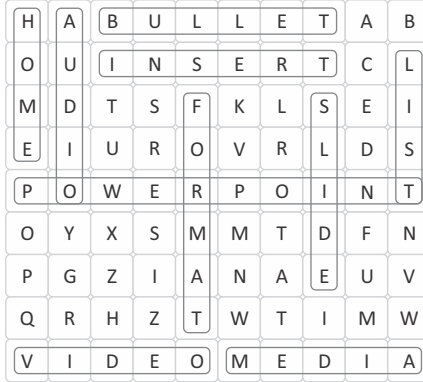 H A B U L L E T A B
O U I N S E R T C L
M D T S F K L S E I
E I U R O V R L D S
P O W E R P O I N T
O Y X S M M T D F N
P G Z I A N A E U V
Q R H Z T W T I M W
V I D E O M E D I A